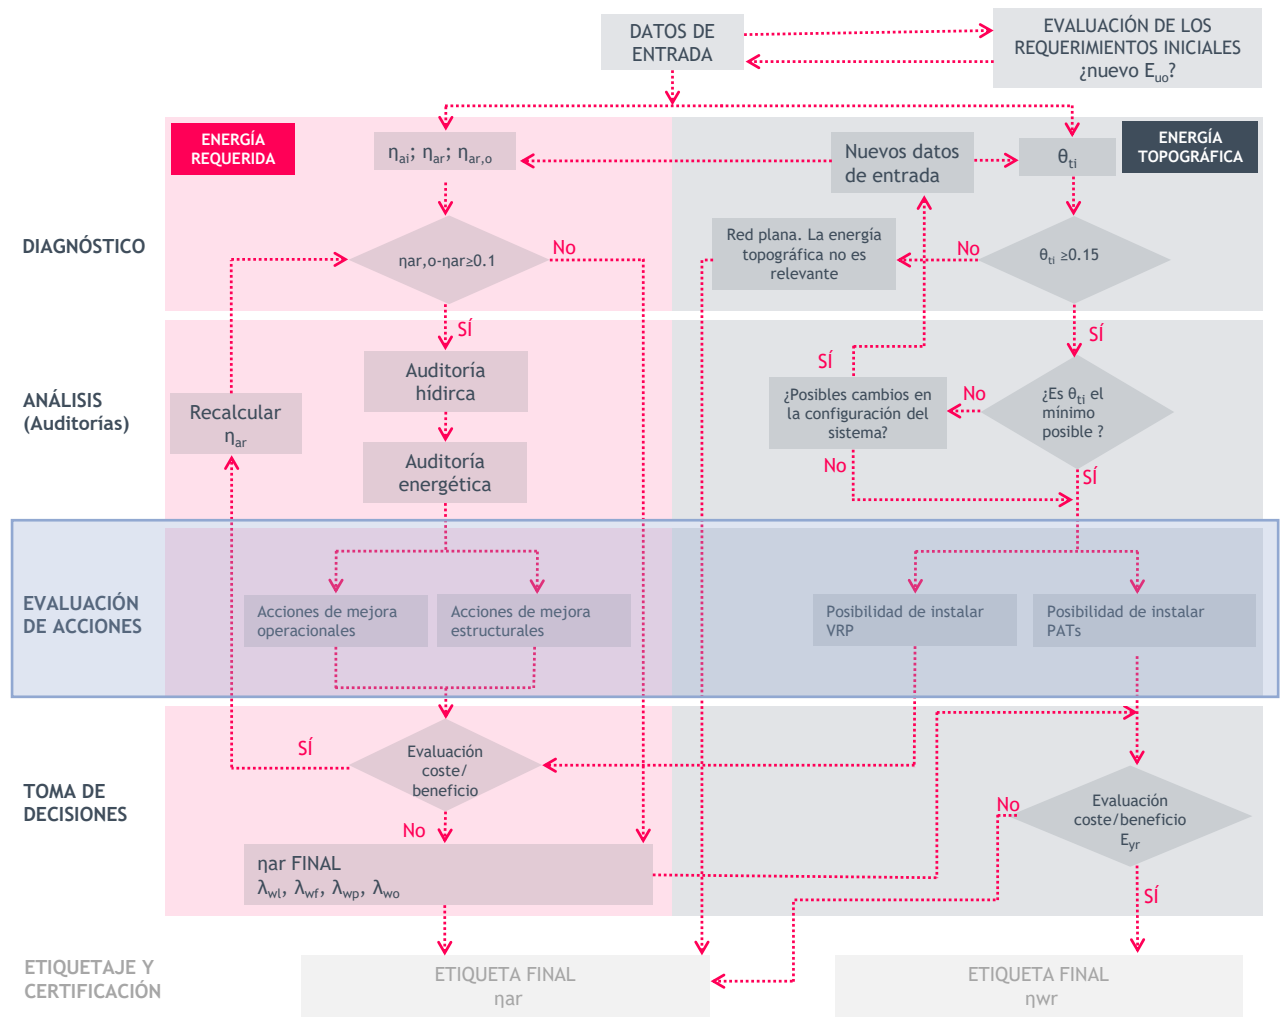 DATOS DE
ENTRADA
EVALUACIÓN DE LOS
REQUERIMIENTOS INICIALES
¿nuevo Euo?
ENERGÍA
REQUERIDA
ηai; ηar; ηar,o
Nuevos datos
de entrada
θti
ENERGÍA
TOPOGRÁFICA
DIAGNÓSTICO
ηar,o-ηar≥0.1
No
Red plana. La energía
topográfica no es
relevante
No
θti ≥0.15
SÍ
SÍ
ANÁLISIS
(Auditorías)
Recalcular
ηar
Auditoría
hídirca
Auditoría
energética
SÍ
¿Posibles cambios en
la configuración del
sistema?
No
No
¿Es θti el
mínimo
posible ?
SÍ
EVALUACIÓN
DE ACCIONES
Acciones de mejora
operacionales
Acciones de mejora
estructurales
Posibilidad de instalar
VRP
Posibilidad de instalar
PATs
TOMA DE
DECISIONES
SÍ
Evaluación
coste/
beneficio
No
No
Evaluación
coste/beneficio
Eyr
SÍ
ηar FINAL
λwl, λwf, λwp, λwo
ETIQUETAJE Y
CERTIFICACIÓN
ETIQUETA FINAL
ηar
ETIQUETA FINAL
ηwr